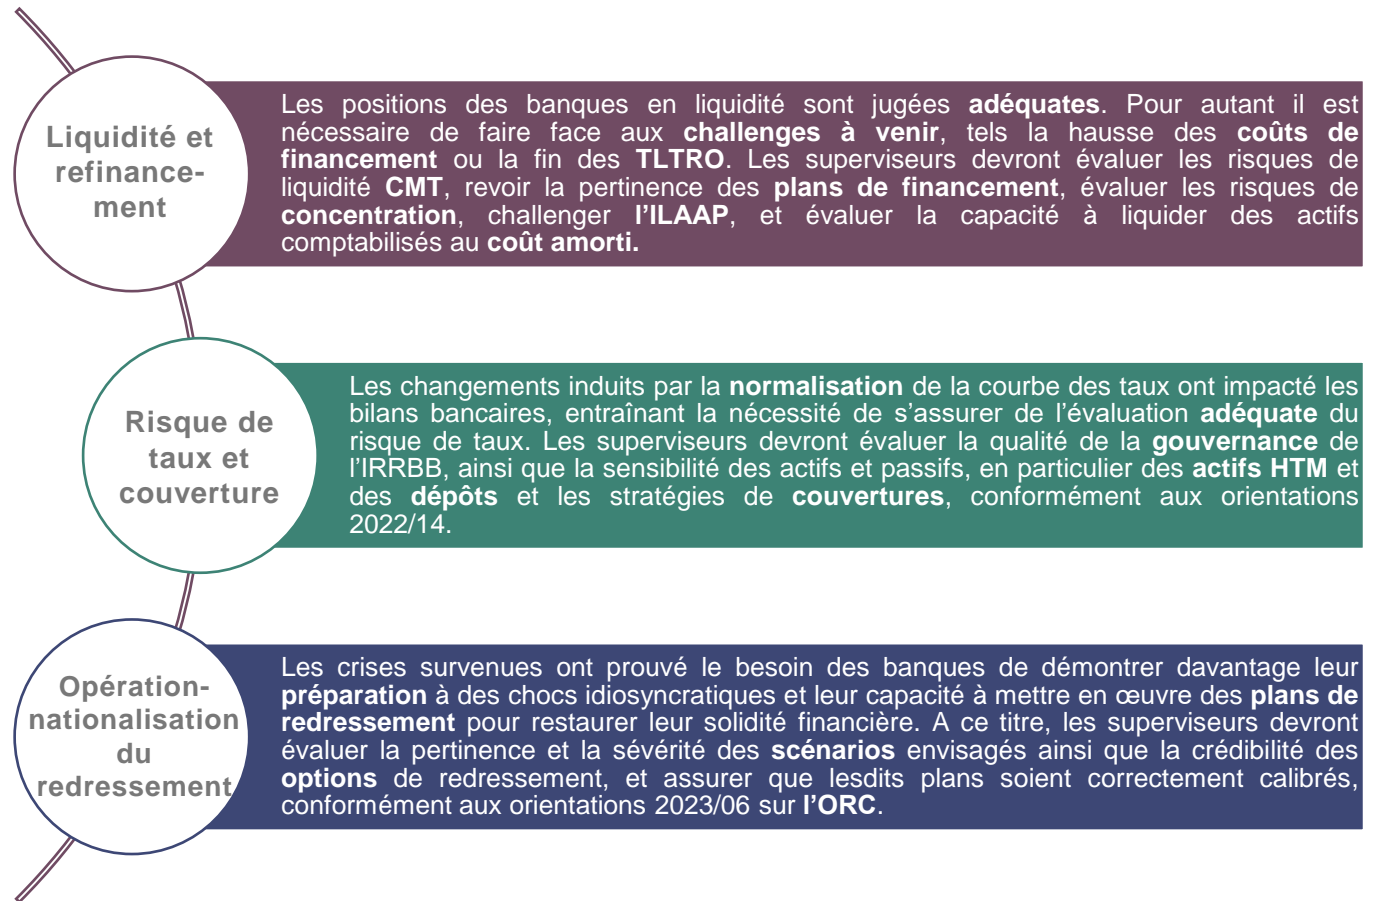 Liquidité et
refinance-
ment
Les positions des banques en liquidité sont jugées adéquates. Pour autant il est
nécessaire de faire face aux challenges à venir, tels la hausse des coûts de
financement ou la fin des TLTRO. Les superviseurs devront évaluer les risques de
liquidité CMT, revoir la pertinence des plans de financement, évaluer les risques de
concentration, challenger l’ILAAP, et évaluer la capacité à liquider des actifs
comptabilisés au coût amorti.
Risque de
taux et
couverture
Les changements induits par la normalisation de la courbe des taux ont impacté les
bilans bancaires, entraînant la nécessité de s’assurer de l’évaluation adéquate du
risque de taux. Les superviseurs devront évaluer la qualité de la gouvernance de
l’IRRBB, ainsi que la sensibilité des actifs et passifs, en particulier des actifs HTM et
des dépôts et les stratégies de couvertures, conformément aux orientations
2022/14.
Opération-
nationalisation
du
redressement
Les crises survenues ont prouvé le besoin des banques de démontrer davantage leur
préparation à des chocs idiosyncratiques et leur capacité à mettre en œuvre des plans de
redressement pour restaurer leur solidité financière. A ce titre, les superviseurs devront
évaluer la pertinence et la sévérité des scénarios envisagés ainsi que la crédibilité des
options de redressement, et assurer que lesdits plans soient correctement calibrés,
conformément aux orientations 2023/06 sur l’ORC.